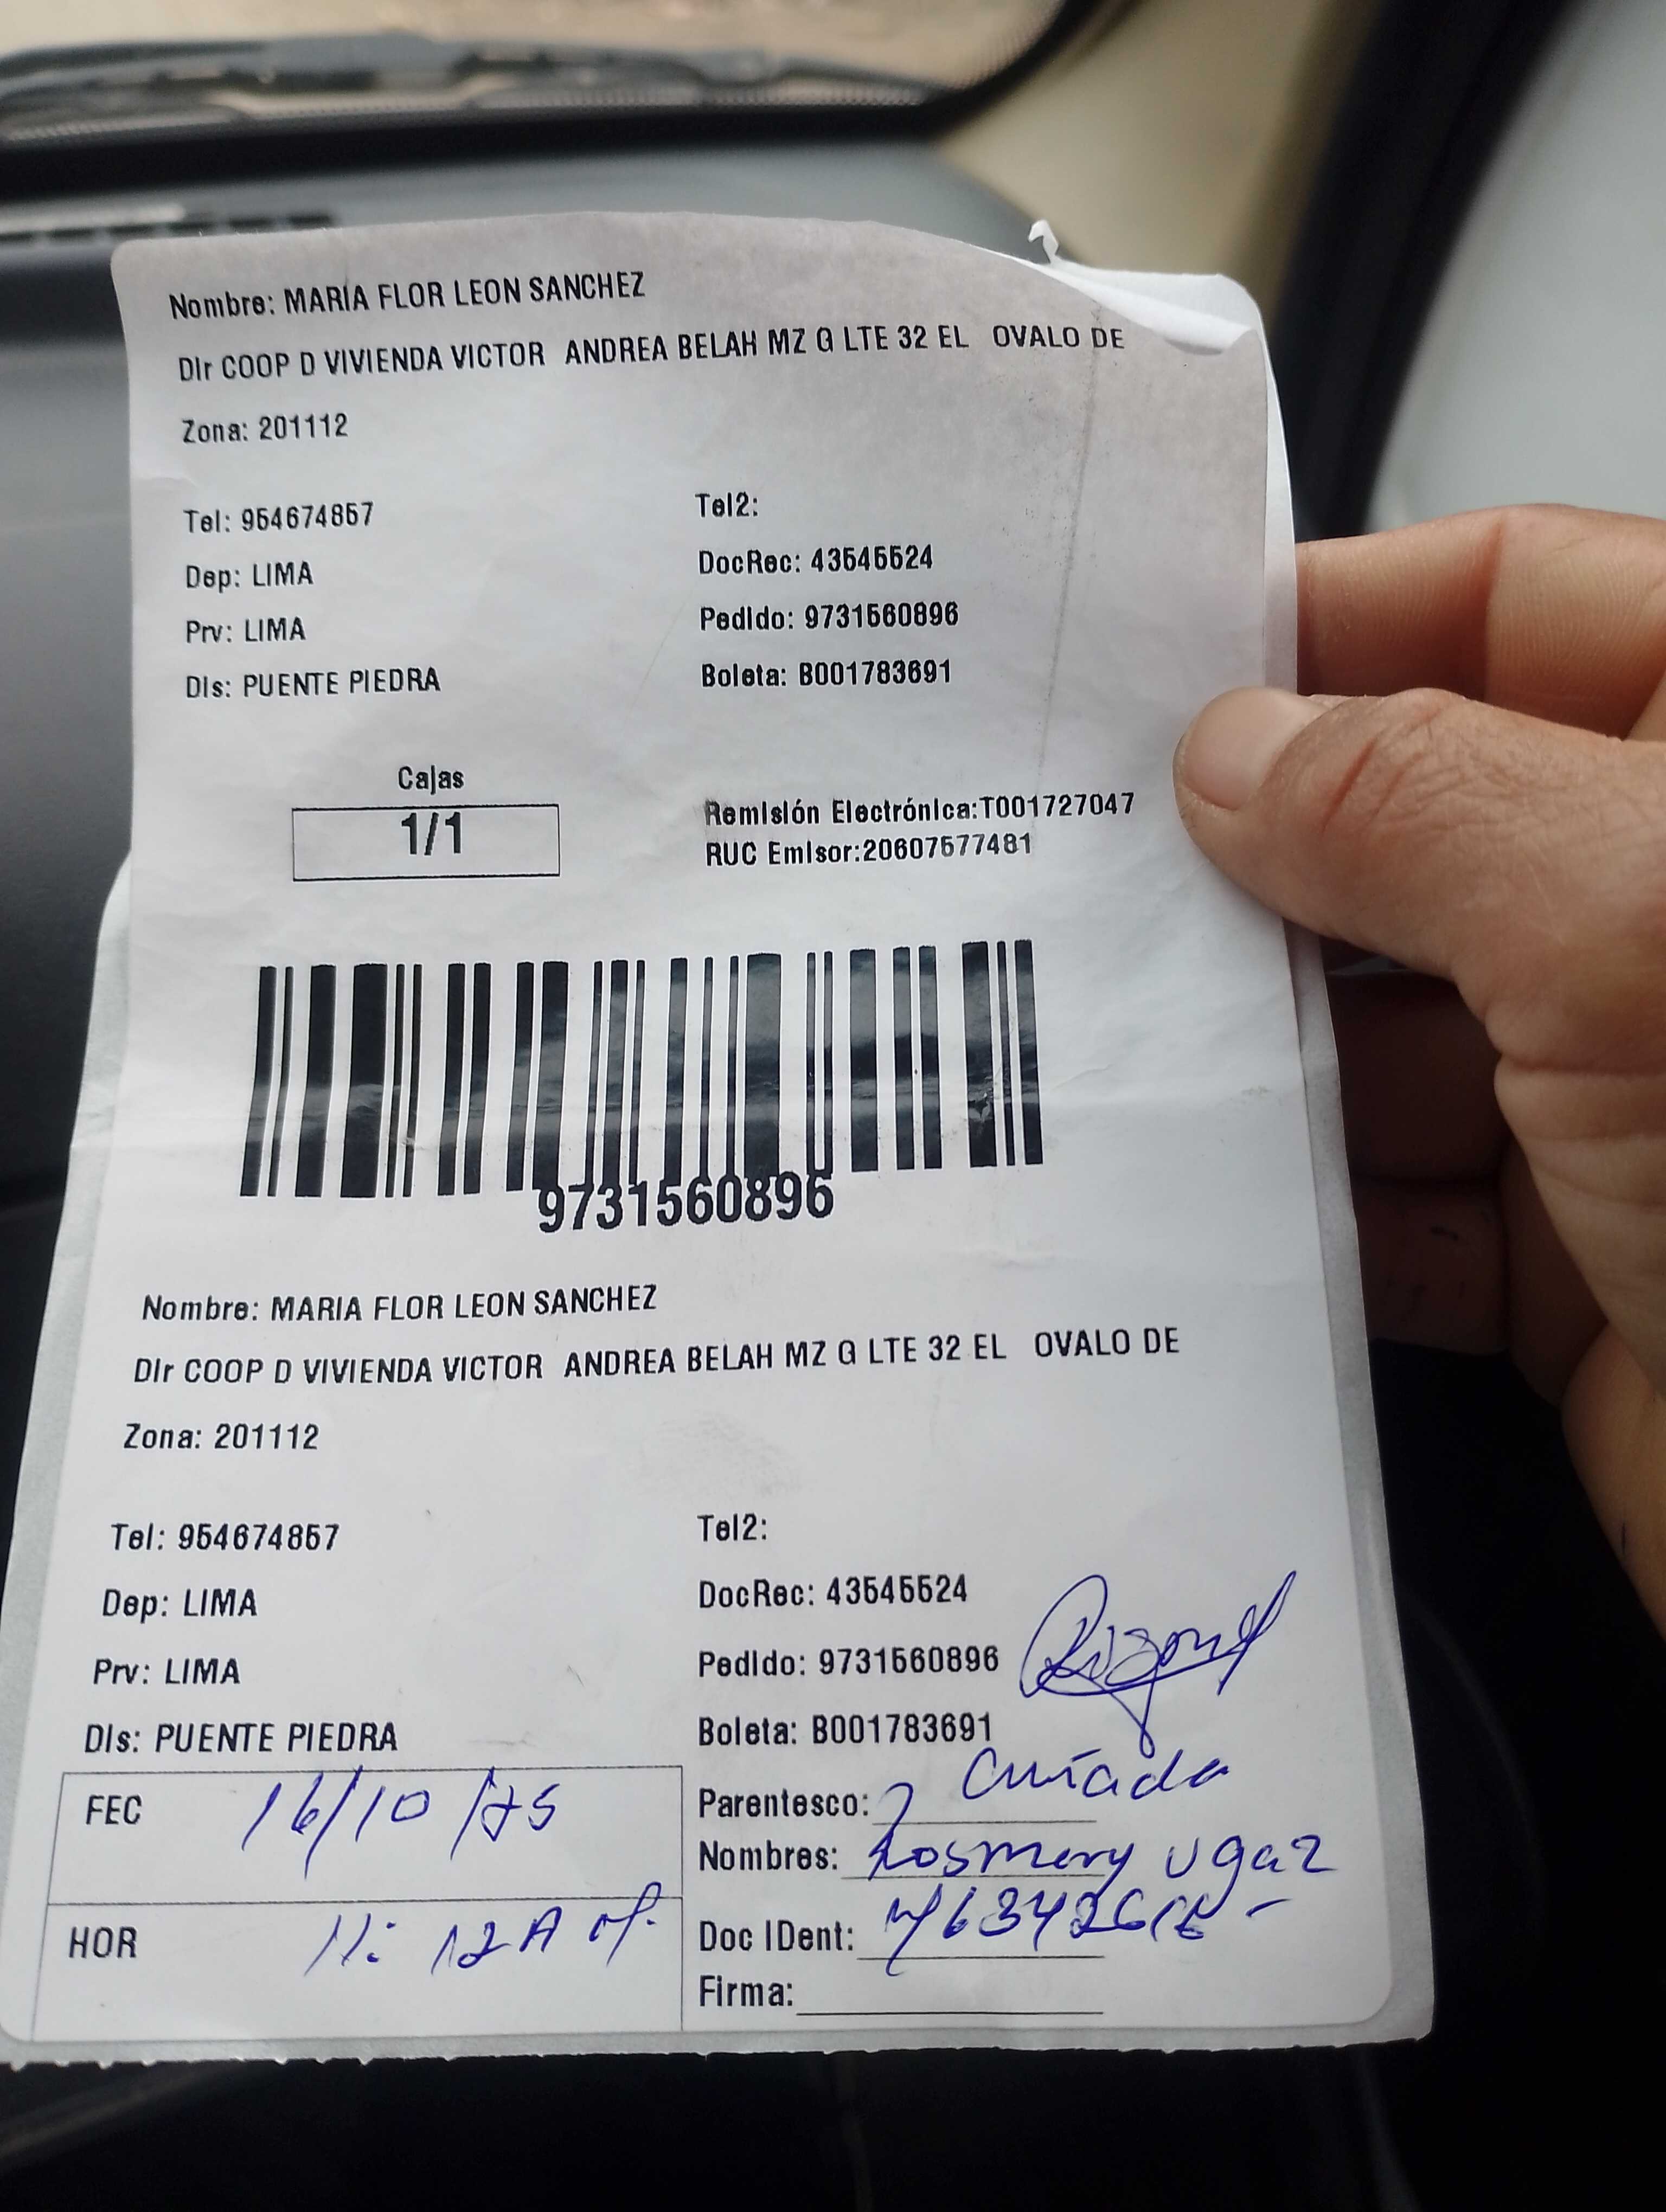 Nombre: MARIA FLOR LEON SANCHEZ
Dir COOP D VIVIENDA VICTOR ANDREA BELAH MZ G LTE 32 EL OVALO DE
Zona: 201112
Tel: 954674857 Tel2:
Dep: LIMA DocRec: 43545524
Prv: LIMA Pedido: 9731560896
Dis: PUENTE PIEDRA Boleta: B001783691
Cajas
1/1
Remisión Electrónica:T001727047
RUC Emisor:20607577481
9731560896
Nombre: MARIA FLOR LEON SANCHEZ
Dir COOP D VIVIENDA VICTOR ANDREA BELAH MZ G LTE 32 EL OVALO DE
Zona: 201112
Tel: 954674857 Tel2:
Dep: LIMA DocRec: 43545524
Prv: LIMA Pedido: 9731560896
Dis: PUENTE PIEDRA Boleta: B001783691
FEC 16/10/25
HOR 11:12A m.
Parentesco: Cuñada
Nombres: Rosmery Ugaz
Doc IDent:
Firma: